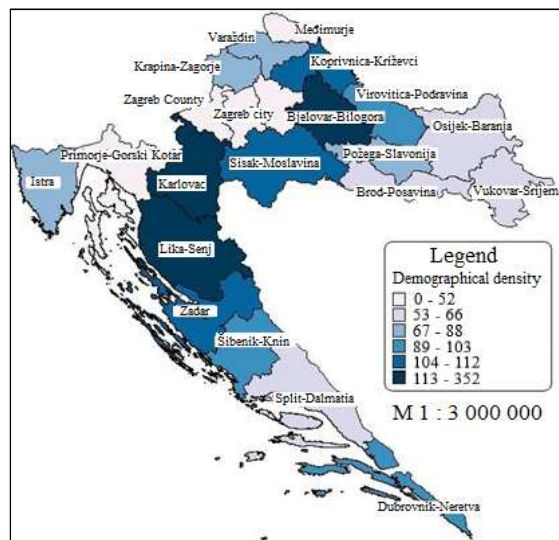 Međimurje
Varaždin
Koprivnica-Križevci
Krapina-Zagorje
Virovitica-Podravina
Zagreb County
Zagreb city
Bjelovar-Bilogora
Osijek-Baranja
Primorje-Gorski Kotar
Sisak-Moslavina
Požega-Slavonija
Istra
Karlovac
Brod-Posavina
Vukovar-Srijem
Lika-Senj
Legend
Demographical density
0 - 52
53 - 66
67 - 88
89 - 103
104 - 112
113 - 352
Zadar
Šibenik-Knin
Split-Dalmatia
M 1 : 3 000 000
Dubrovnik-Neretva